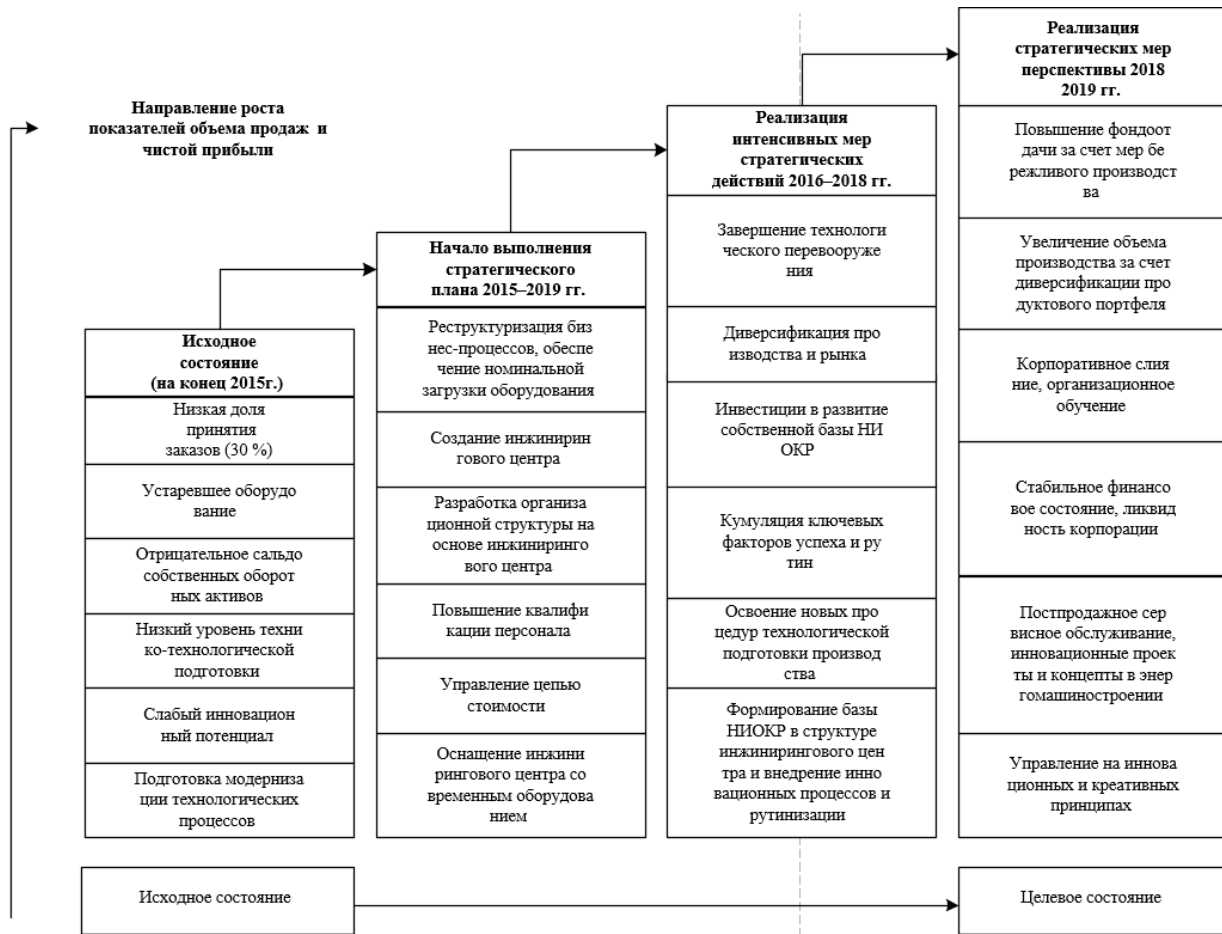 Направление роста
показателей объема продаж и
чистой прибыли
Исходное
состояние
(на конец 2015г.)
Низкая доля
принятия
заказов (30 %)
Устаревшее оборудо
вание
Отрицательное сальдо
собственных оборот
ных активов
Низкий уровень техни
ко-технологической
подготовки
Слабый инновацион
ный потенциал
Подготовка модерниза
ции технологических
процессов
Начало выполнения
стратегического
плана 2015–2019 гг.
Реструктуризация биз
нес-процессов, обеспе
чение номинальной
загрузки оборудования
Создание инжинирин
гового центра
Разработка организа
ционной структуры на
основе инжиниринго
вого центра
Повышение квалифи
кации персонала
Управление цепью
стоимости
Оснащение инжини
рингового центра со
временным оборудова
нием
Реализация
интенсивных мер
стратегических
действий 2016–2018 гг.
Завершение технологи
ческого перевооруже
ния
Диверсификация про
изводства и рынка
Инвестиции в развитие
собственной базы НИ
ОКР
Кумуляция ключевых
факторов успеха и ру
тин
Освоение новых про
цедур технологической
подготовки производ
ства
Формирование базы
НИОКР в структуре
инжинирингового цен
тра и внедрение инно
вационных процессов и
рутинизации
Реализация
стратегических мер
перспективы 2018
2019 гг.
Повышение фондоот
дачи за счет мер бе
режливого производст
ва
Увеличение объема
производства за счет
диверсификации про
дуктового портфеля
Корпоративное слия
ние, организационное
обучение
Стабильное финансо
вое состояние, ликвид
ность корпорации
Постпродажное сер
висное обслуживание,
инновационные проек
ты и концепты в энер
гомашиностроении
Управление на иннова
ционных и креативных
принципах
Исходное состояние
Целевое состояние